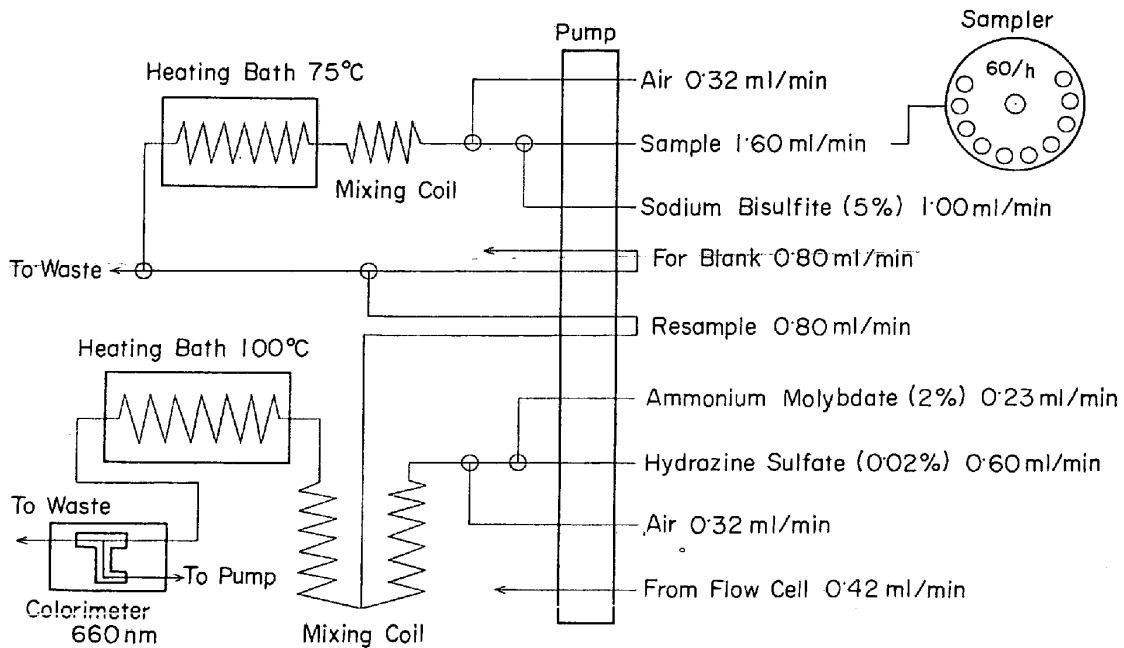 Sampler
60/h
Pump
Heating Bath 75°C
Mixing Coil
Air 0·32 ml/min
Sample 1·60 ml/min
Sodium Bisulfite (5%) 1·00 ml/min
To Waste
For Blank 0·80 ml/min
Resample 0·80 ml/min
Heating Bath 100°C
Ammonium Molybdate (2%) 0·23 ml/min
Hydrazine Sulfate (0·02%) 0·60 ml/min
Air 0·32 ml/min
To Waste
To Pump
From Flow Cell 0·42 ml/min
Colorimeter
660 nm
Mixing Coil